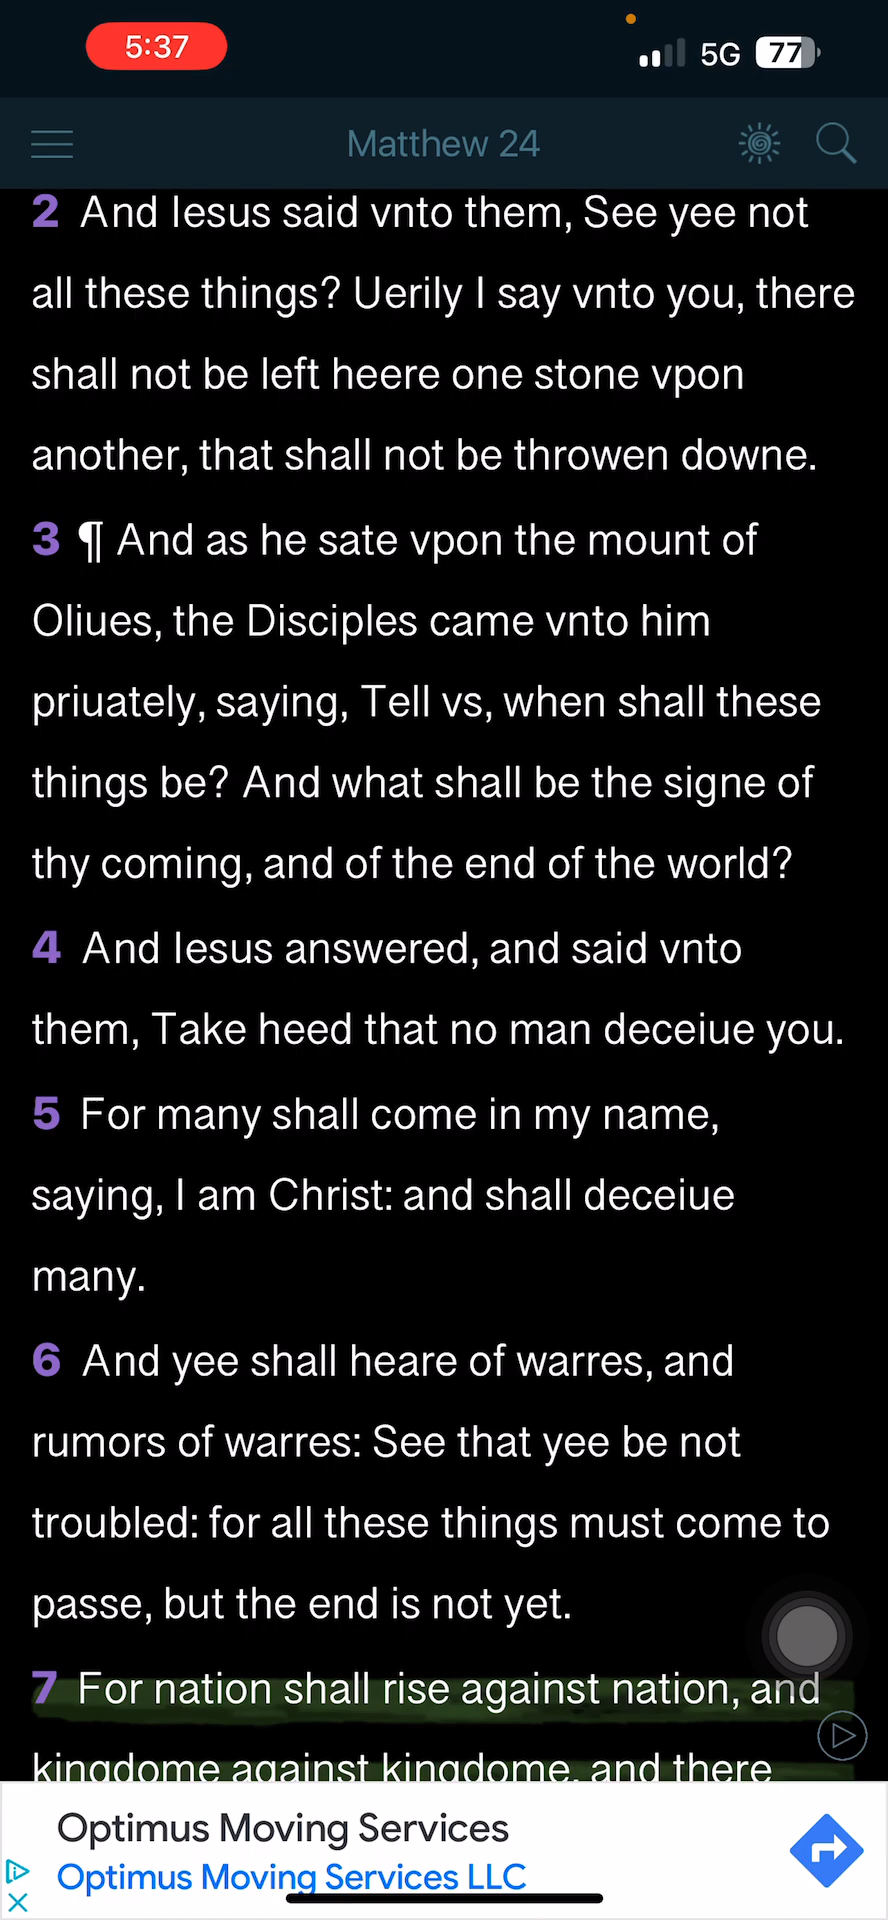 5:37
5G 77
Matthew 24
2 And Iesus said vnto them, See yee not
all these things? Uerily I say vnto you, there
shall not be left heere one stone vpon
another, that shall not be throwen downe.
3 ¶ And as he sate vpon the mount of
Oliues, the Disciples came vnto him
priuately, saying, Tell vs, when shall these
things be? And what shall be the signe of
thy coming, and of the end of the world?
4 And Iesus answered, and said vnto
them, Take heed that no man deceiue you.
5 For many shall come in my name,
saying, I am Christ: and shall deceiue
many.
6 And yee shall heare of warres, and
rumors of warres: See that yee be not
troubled: for all these things must come to
passe, but the end is not yet.
7 For nation shall rise against nation, and
kingdome against kingdome, and there
Optimus Moving Services
Optimus Moving Services LLC